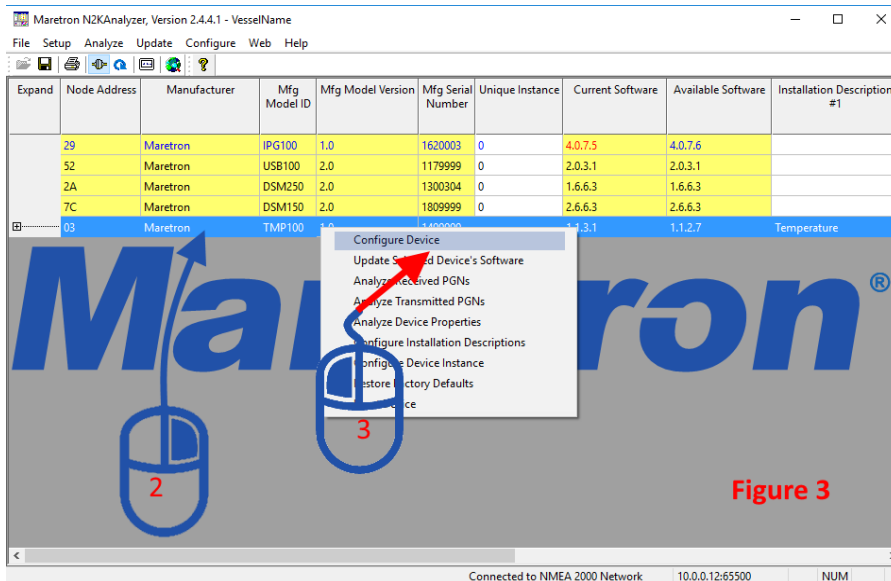 Maretron N2KAnalyzer, Version 2.4.4.1 - VesselName
File Setup Analyze Update Configure Web Help
Expand Node Address Manufacturer Mfg Model ID Mfg Model Version Mfg Serial Number Unique Instance Current Software Available Software Installation Description #1
29 Maretron IPG100 1.0 1620003 0 4.0.7.5 4.0.7.6
52 Maretron USB100 2.0 1179999 0 2.0.3.1 2.0.3.1
2A Maretron DSM250 2.0 1300304 0 1.6.6.3 1.6.6.3
7C Maretron DSM150 2.0 1809999 0 2.6.6.3 2.6.6.3
03 Maretron TMP100 1.1.3.1 1.1.2.7 Temperature
Configure Device
Update Device's Software
Analyze Received PGNs
Analyze Transmitted PGNs
Analyze Device Properties
Configure Installation Descriptions
Configure Device Instance
Restore Factory Defaults
Maretron®
2
3
Figure 3
Connected to NMEA 2000 Network 10.0.0.12:65500 NUM